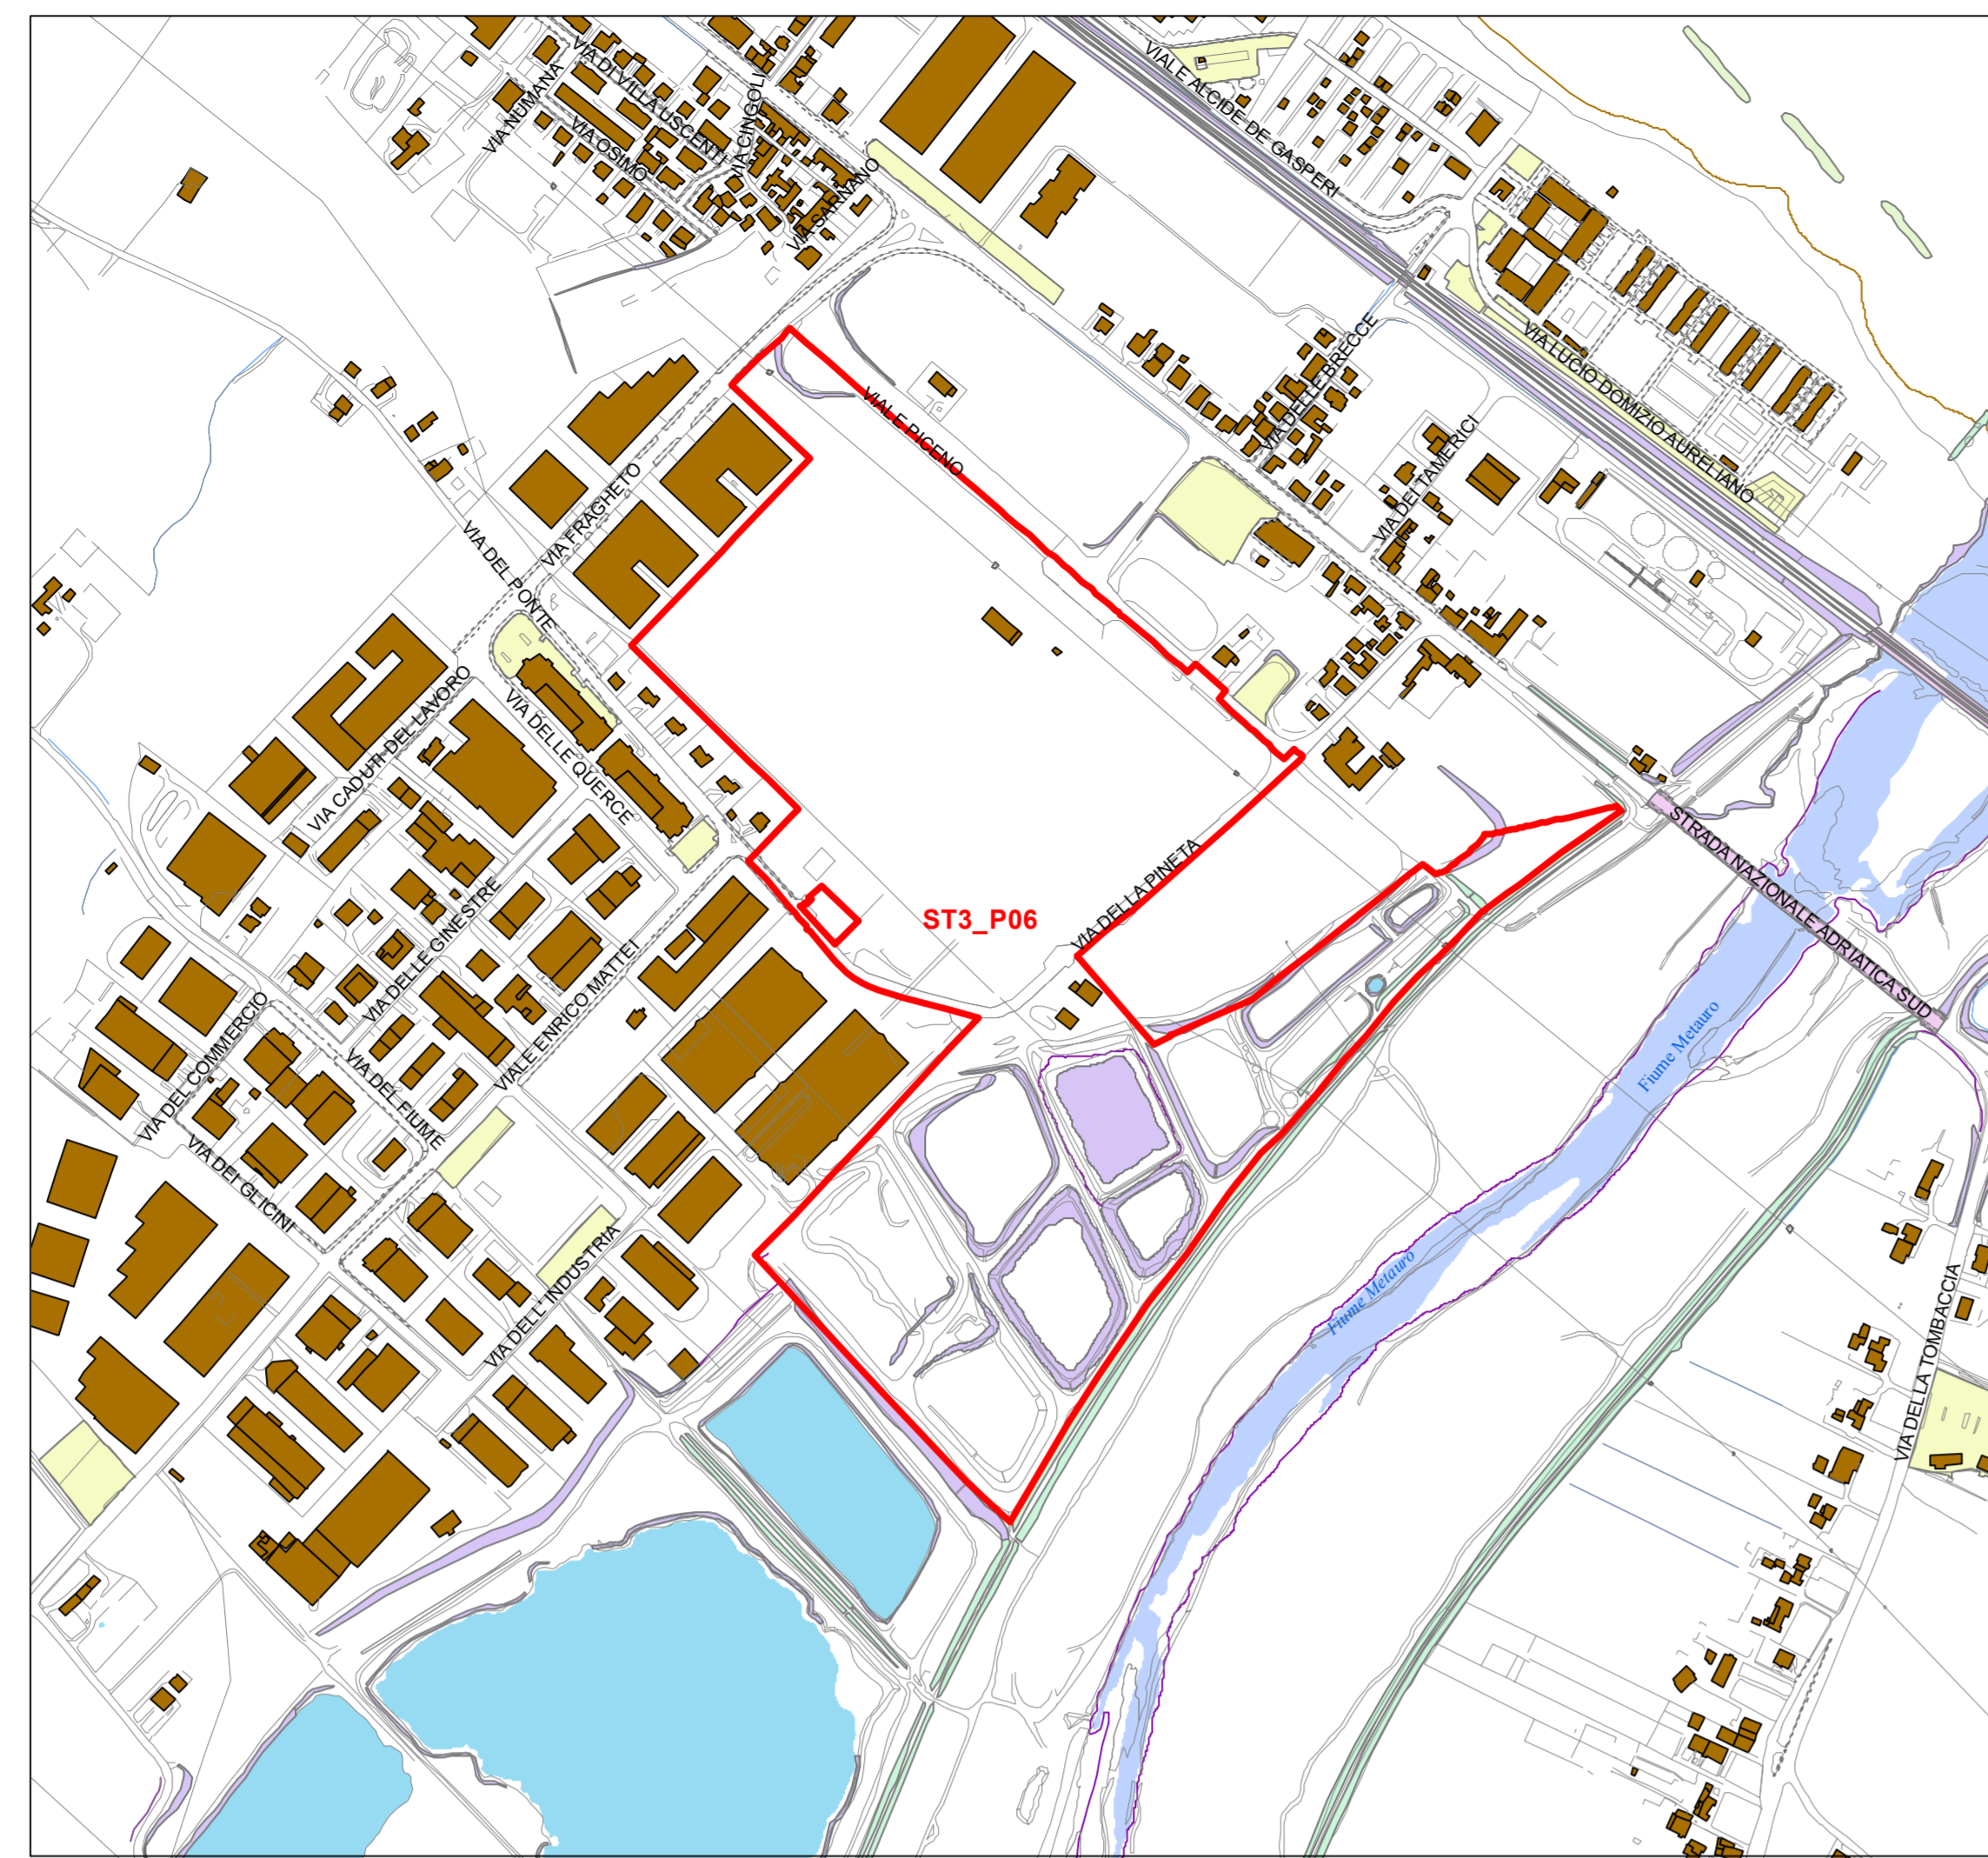 VIA NUMANA
VIA DI VILLA USCENTI
VIA OSIMO
VIA CINGOLI
VIA SARNANO
VIALE ALCIDE DE GASPERI
VIA LUCIO DOMIZIO AURELIANO
VIA DELLE BRECCE
VIA DEI TAMERICI
VIALE PICENO
VIA FRAGHETO
VIA DEL PONTE
VIA CADUTI DEL LAVORO
VIA DELLE QUERCE
VIA DELLE GINESTRE
VIALE ENRICO MATTEI
ST3_P06
VIA DELLA PINETA
STRADA NAZIONALE ADRIATICA SUD
Fiume Metauro
Fiume Metauro
VIA DEL COMMERCIO
VIA DEL FIUME
VIA DEI GLICINI
VIA DELL'INDUSTRIA
VIA DELLA TOMBACCIA